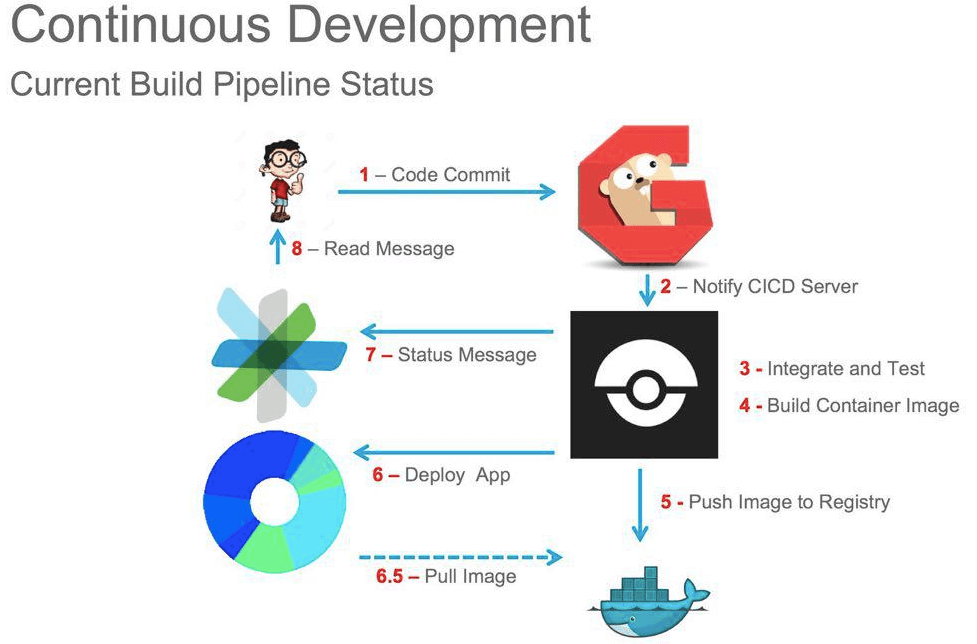 Continuous Development
Current Build Pipeline Status
1 – Code Commit
8 – Read Message
2 – Notify CICD Server
7 – Status Message
3 - Integrate and Test
4 - Build Container Image
6 – Deploy  App
5 - Push Image to Registry
6.5 – Pull Image